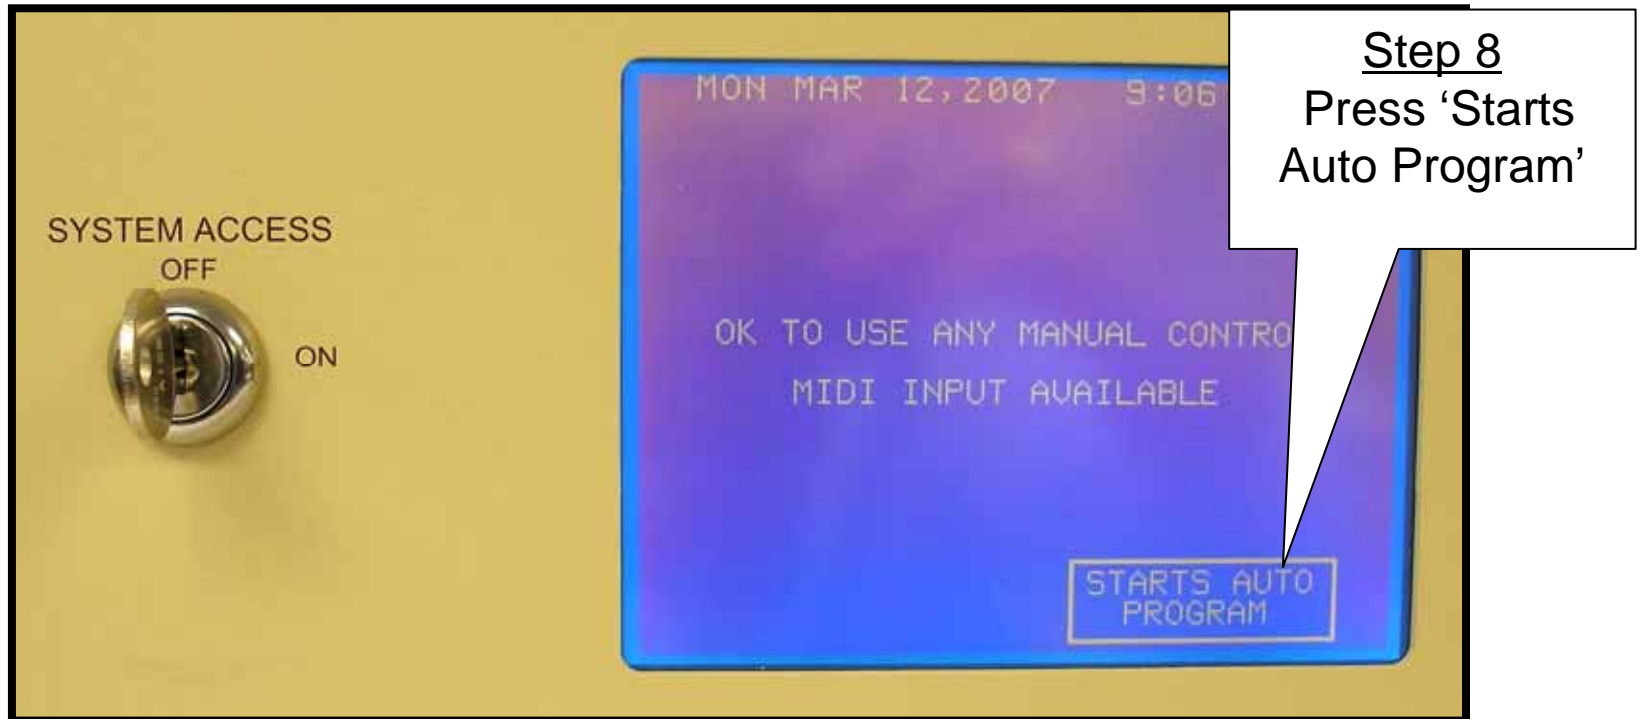 Step 8
Press ‘Starts
Auto Program’
MON MAR 12,2007 9:06
SYSTEM ACCESS
OFF
ON
OK TO USE ANY MANUAL
MIDI INPUT AVAILABLE
STARTS AUTO
PROGRAM